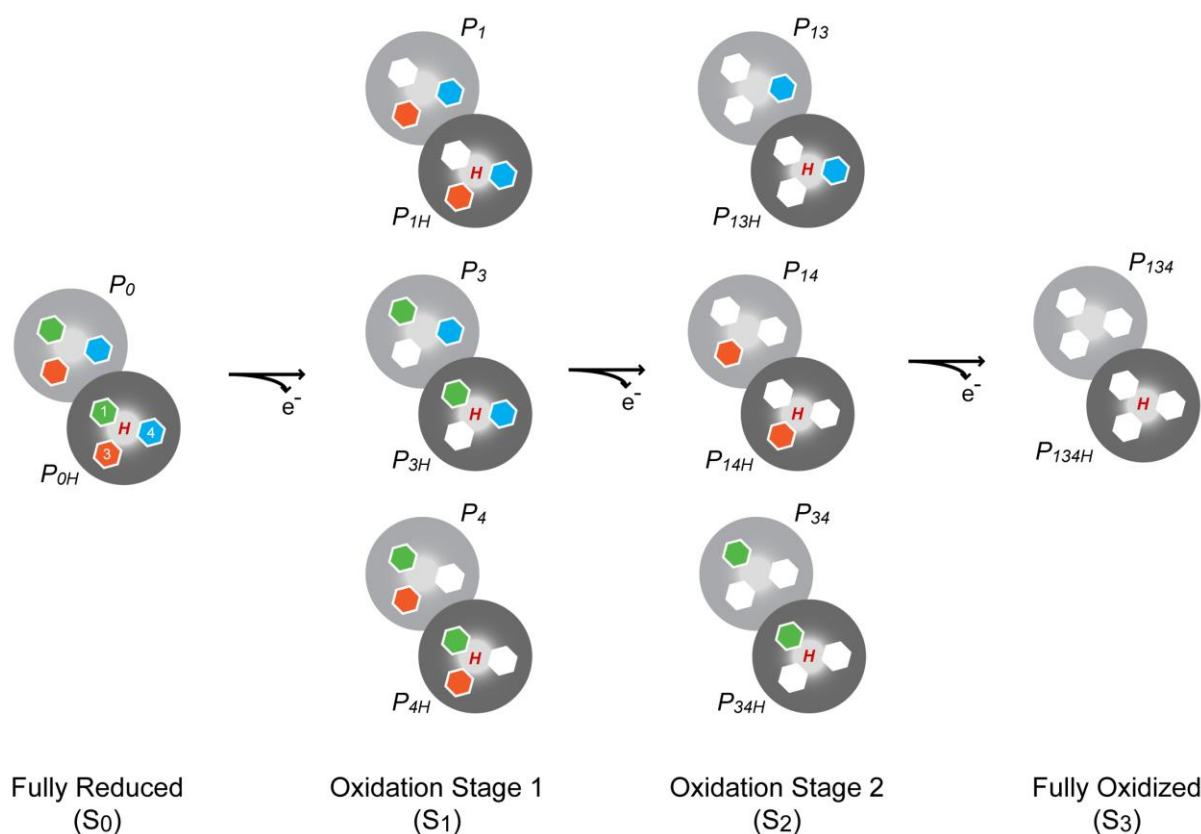 P1
P13
H
H
P1H
P13H
P0
P3
P14
P134
1
H
4
3
H
H
H
P0H
e-
P3H
e-
P14H
e-
P134H
P4
P34
H
H
P4H
P34H
Fully Reduced
(S0)
Oxidation Stage 1
(S1)
Oxidation Stage 2
(S2)
Fully Oxidized
(S3)